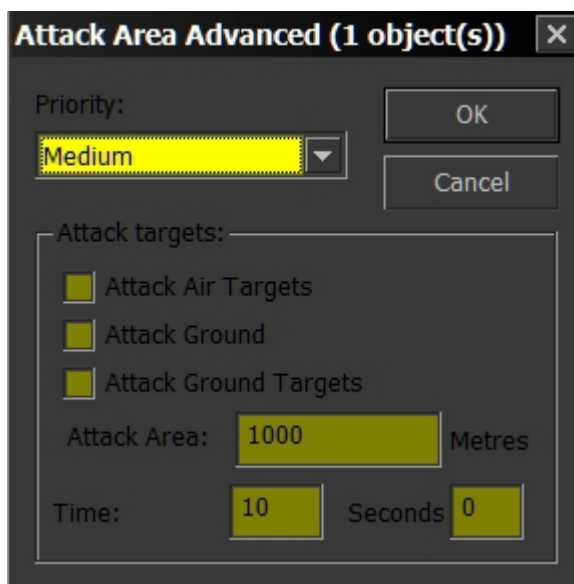 Attack Area Advanced (1 object(s))
Priority:
OK
Medium
Cancel
Attack targets:
Attack Air Targets
Attack Ground
Attack Ground Targets
Attack Area: 1000 Metres
Time: 10 Seconds 0